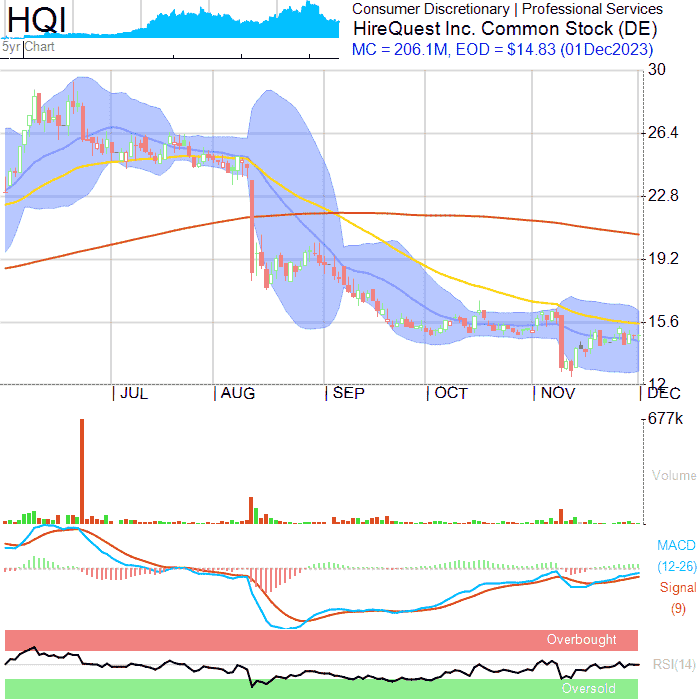 HQI
5yr Chart
Consumer Discretionary | Professional Services
HireQuest Inc. Common Stock (DE)
MC = 206.1M, EOD = $14.83 (01Dec2023)
30
26.4
22.8
19.2
15.6
12
JUL AUG SEP OCT NOV DEC
677k
Volume
MACD
(12-26)
Signal
(9)
Overbought
RSI(14)
Oversold